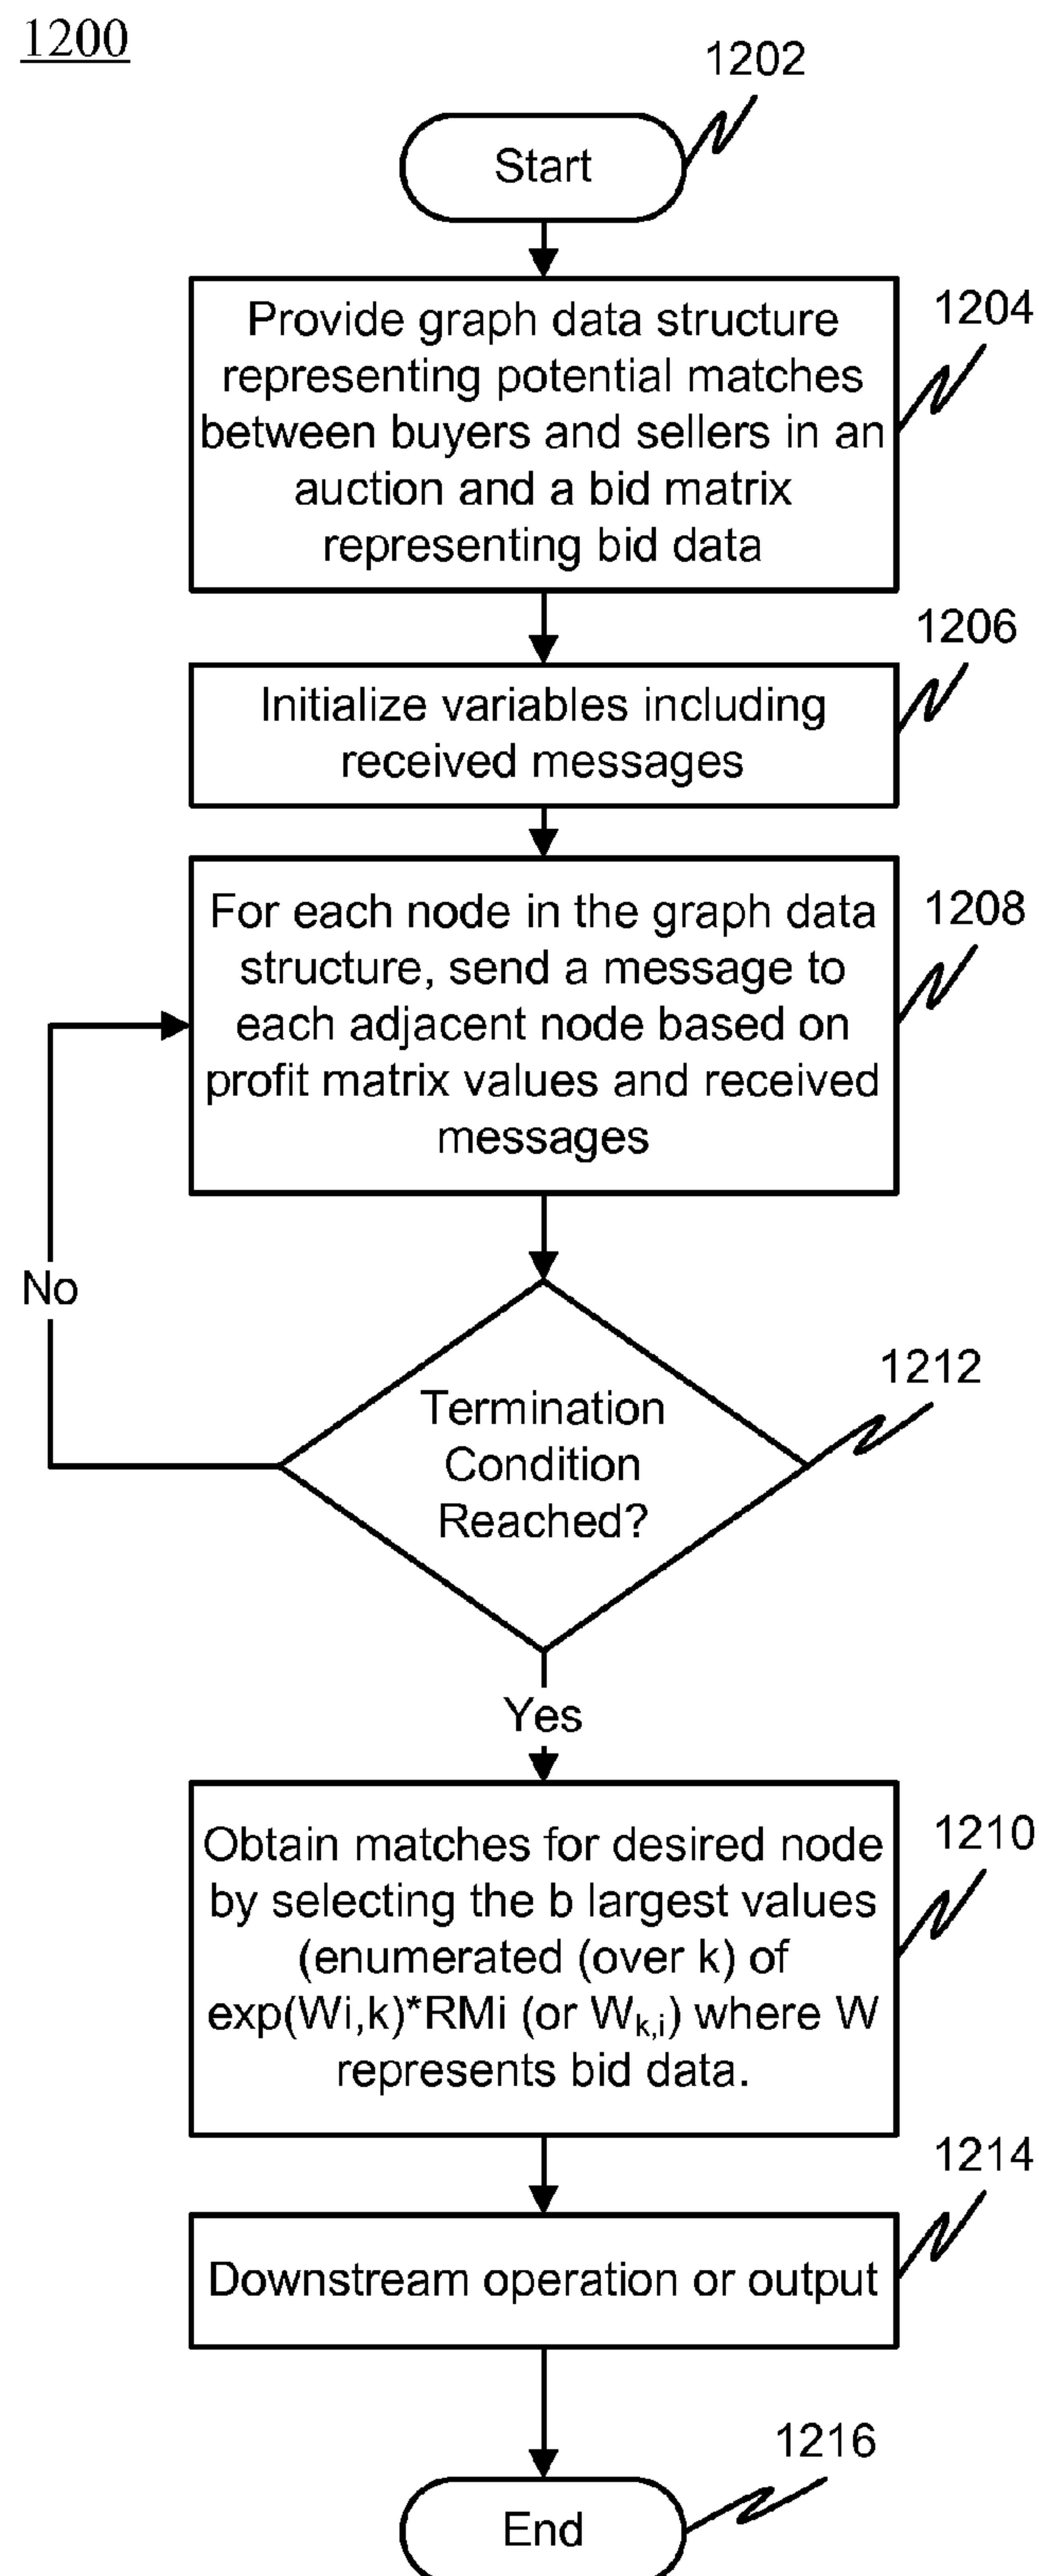 1200
1202
Start
1204
Provide graph data structure
representing potential matches
between buyers and sellers in an
auction and a bid matrix
representing bid data
1206
Initialize variables including
received messages
1208
For each node in the graph data
structure, send a message to
each adjacent node based on
profit matrix values and received
messages
No
1212
Termination
Condition
Reached?
Yes
1210
Obtain matches for desired node
by selecting the b largest values
(enumerated (over k) of
exp(Wi,k)*RMi (or Wk,i) where W
represents bid data.
1214
Downstream operation or output
1216
End